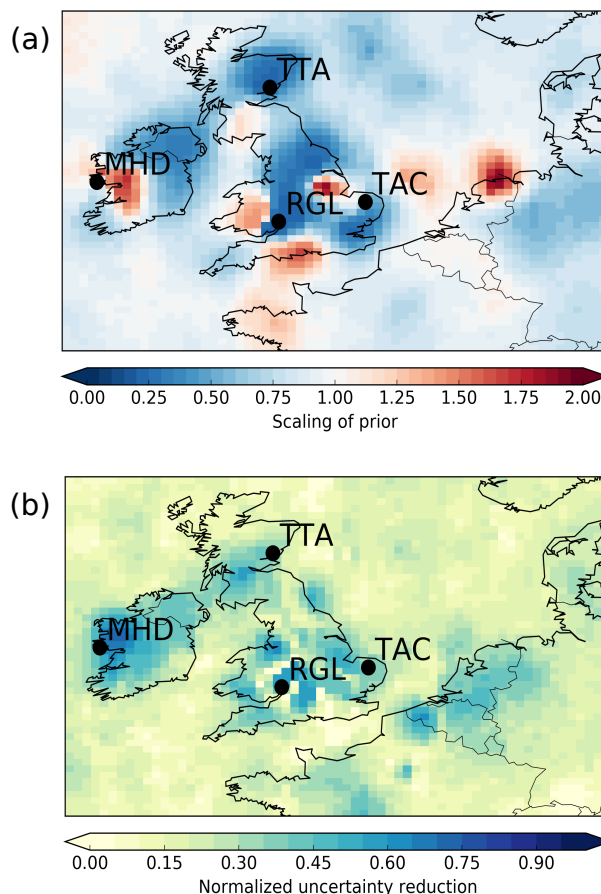 (a)
TTA
MHD
TAC
RGL
0.00 0.25 0.50 0.75 1.00 1.25 1.50 1.75 2.00
Scaling of prior
(b)
TTA
MHD
TAC
RGL
0.00 0.15 0.30 0.45 0.60 0.75 0.90
Normalized uncertainty reduction